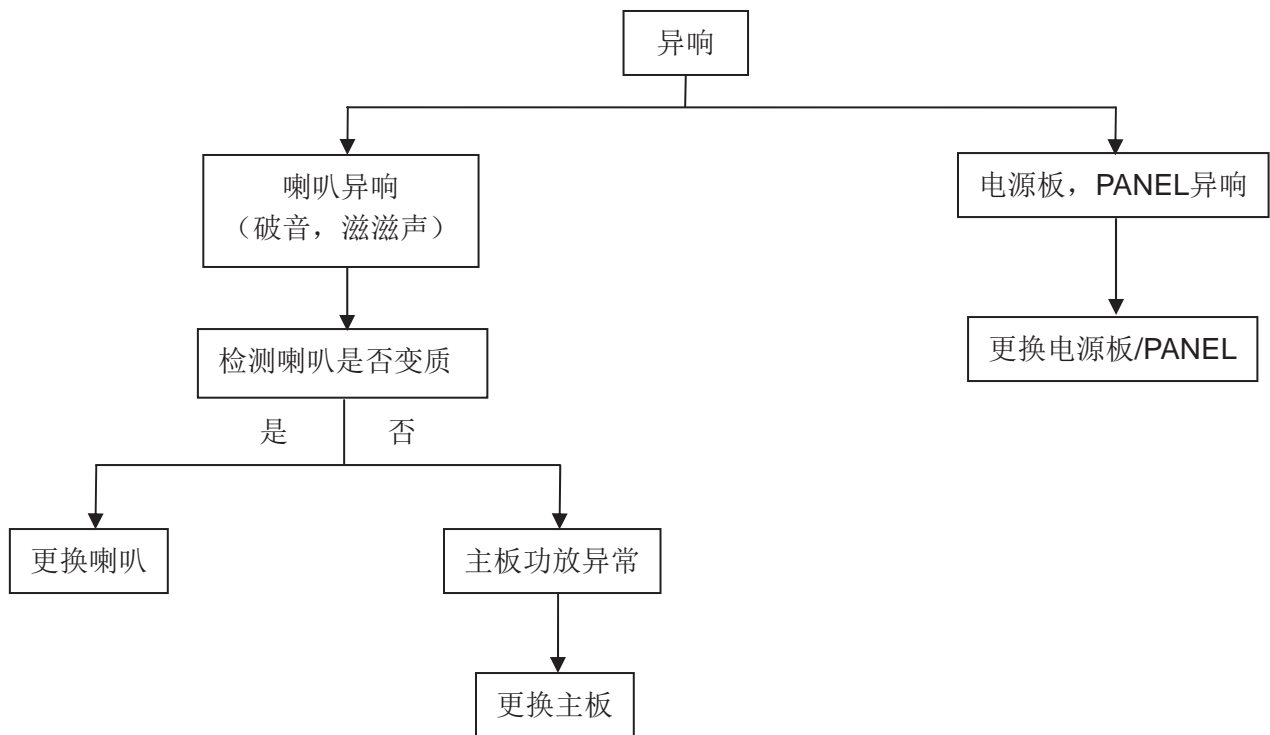 异响
喇叭异响
（破音，滋滋声）
电源板，PANEL异响
检测喇叭是否变质
更换电源板/PANEL
是
否
更换喇叭
主板功放异常
更换主板